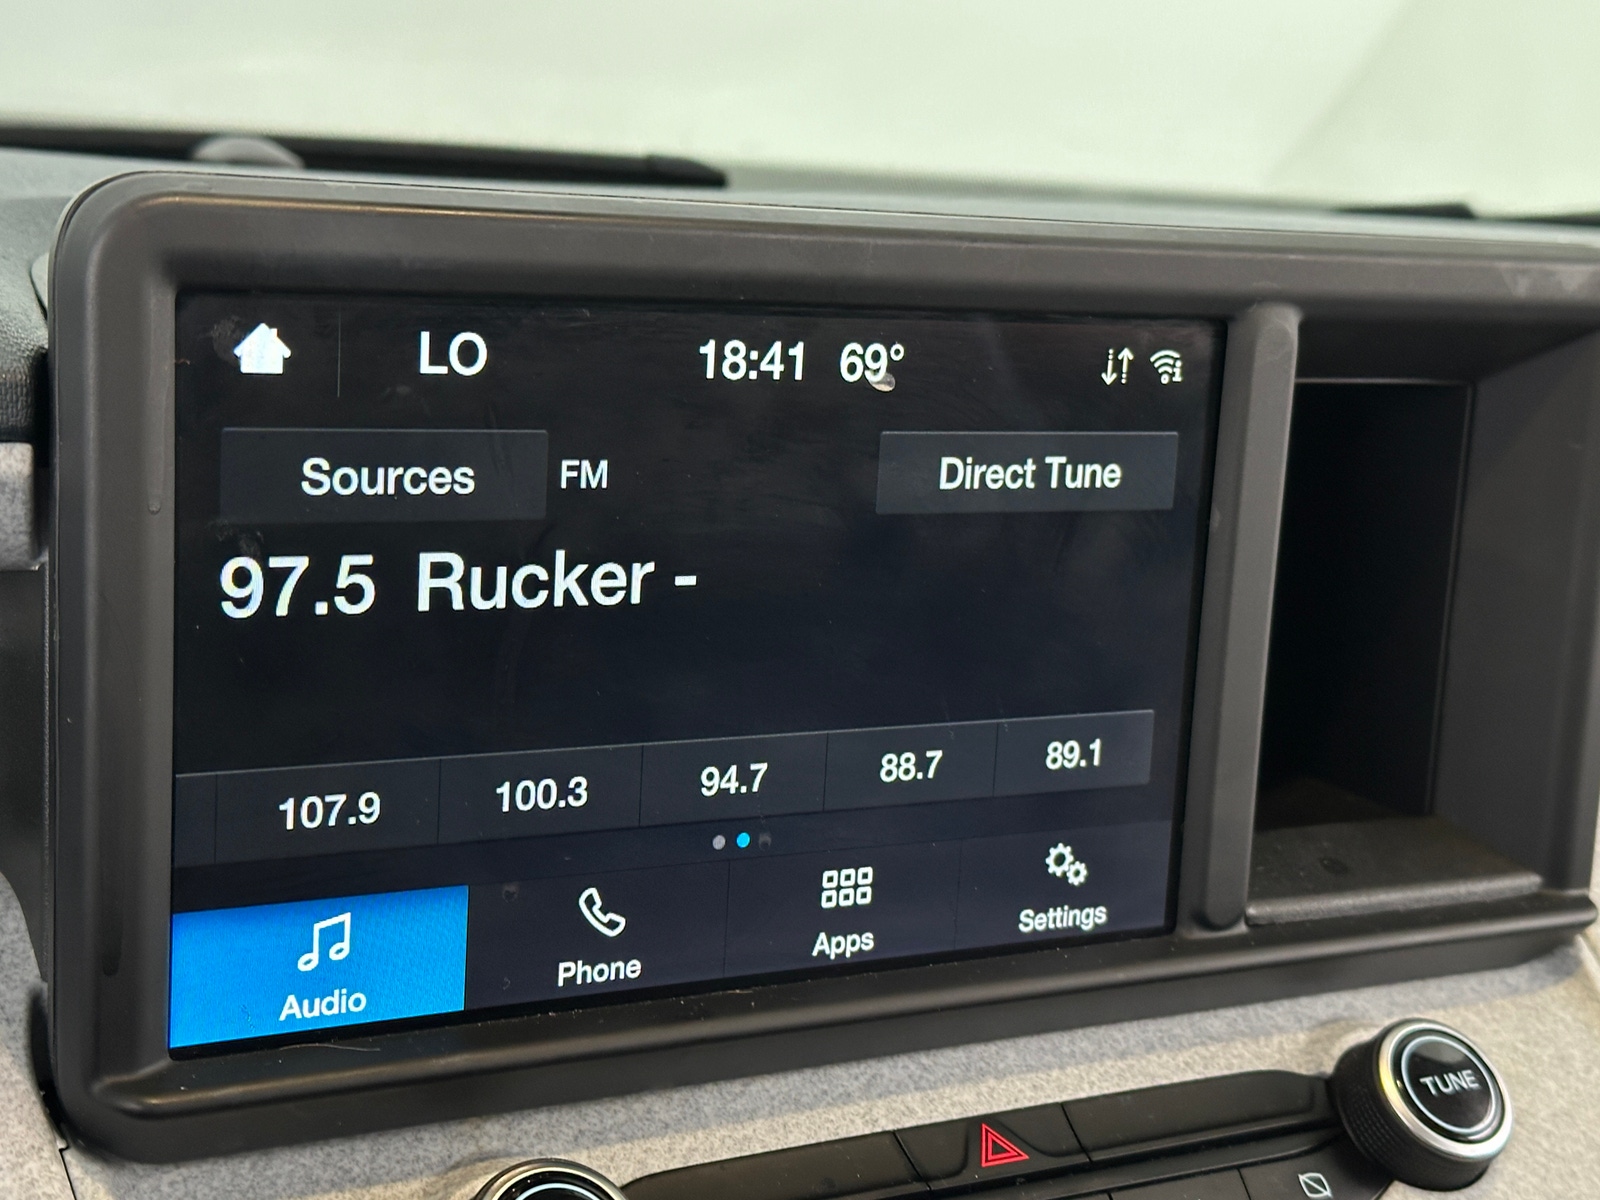 LO 18:41 69°
Sources FM Direct Tune
97.5 Rucker -
107.9 100.3 94.7 88.7 89.1
Audio Phone Apps Settings
TUNE